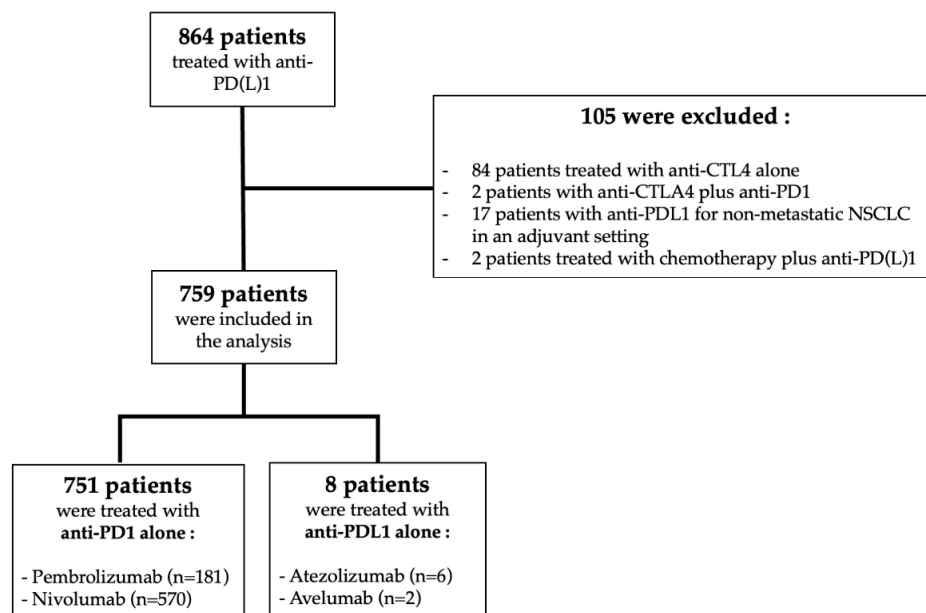 864 patients
treated with anti-
PD(L)1
105 were excluded :
- 84 patients treated with anti-CTL4 alone
- 2 patients with anti-CTLA4 plus anti-PD1
- 17 patients with anti-PDL1 for non-metastatic NSCLC
in an adjuvant setting
- 2 patients treated with chemotherapy plus anti-PD(L)1
759 patients
were included in
the analysis
751 patients
were treated with
anti-PD1 alone :
- Pembrolizumab (n=181)
- Nivolumab (n=570)
8 patients
were treated with
anti-PDL1 alone :
- Atezolizumab (n=6)
- Avelumab (n=2)